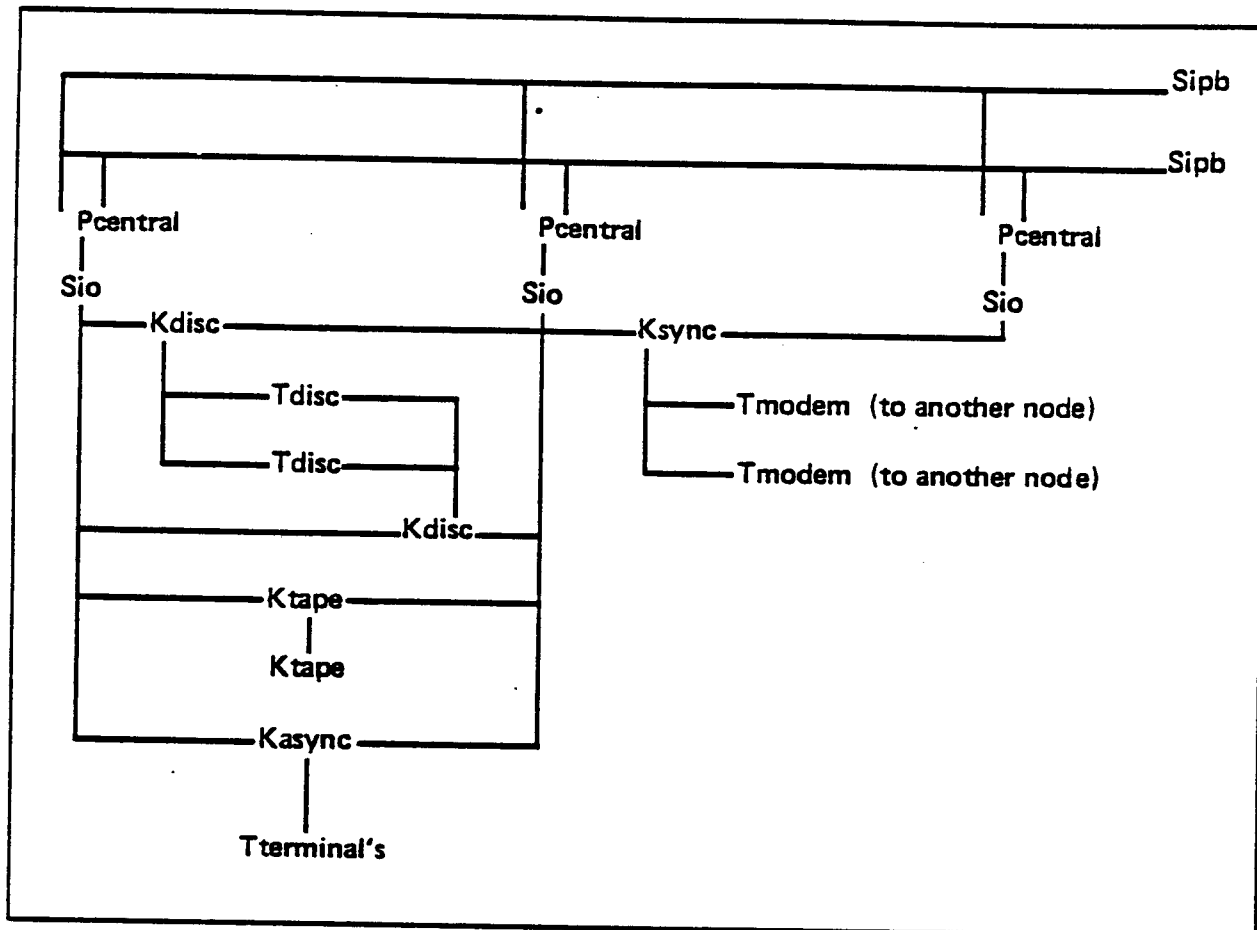 Sipb
Sipb
Pcentral
Pcentral
Pcentral
Sio
Sio
Sio
Kdisc
Ksync
Tdisc
Tmodem (to another node)
Tdisc
Tmodem (to another node)
Kdisc
Ktape
Ktape
Kasync
Tterminal's